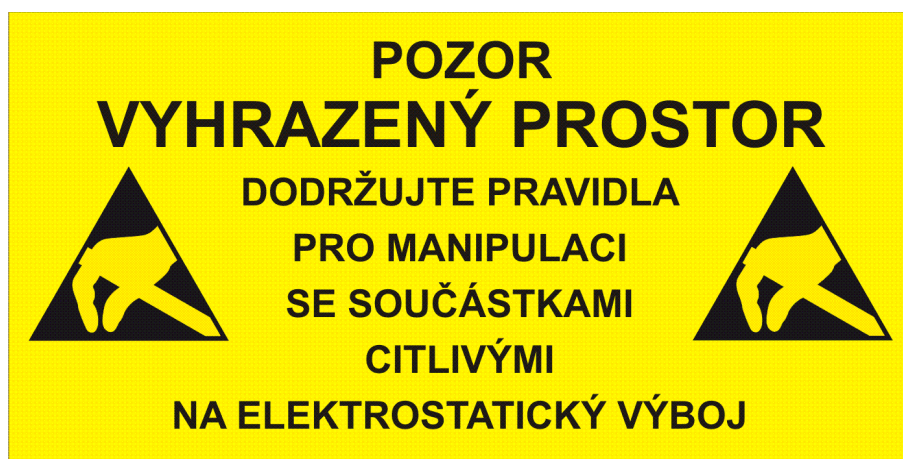 POZOR
VYHRAZENÝ PROSTOR
DODRŽUJTE PRAVIDLA
PRO MANIPULACI
SE SOUČÁSTKAMI
CITLIVÝMI
NA ELEKTROSTATICKÝ VÝBOJ